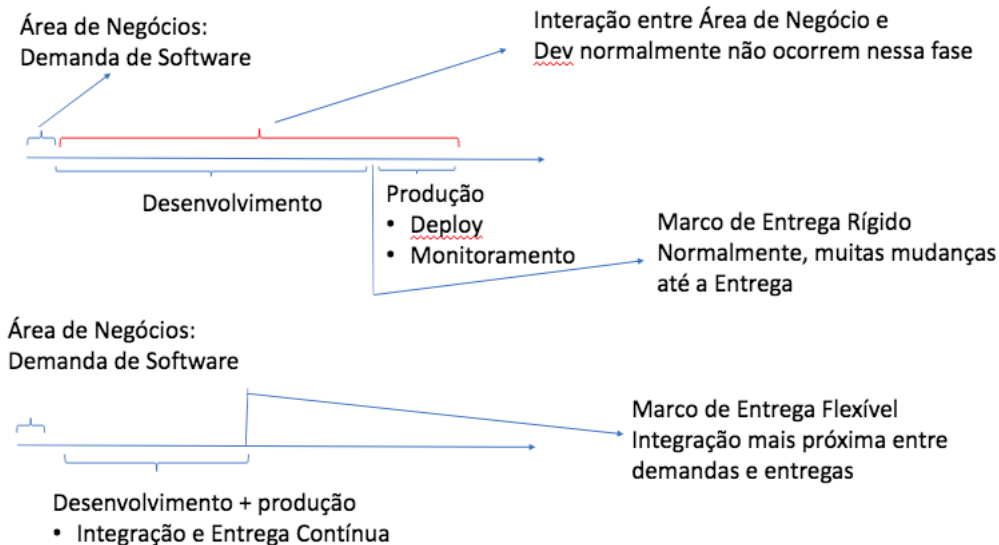 Área de Negócios:
Demanda de Software
Interação entre Área de Negócio e
Dev normalmente não ocorrem nessa fase
Desenvolvimento
Produção
• Deploy
• Monitoramento
Marco de Entrega Rígido
Normalmente, muitas mudanças
até a Entrega
Área de Negócios:
Demanda de Software
Marco de Entrega Flexível
Integração mais próxima entre
demandas e entregas
Desenvolvimento + produção
• Integração e Entrega Contínua